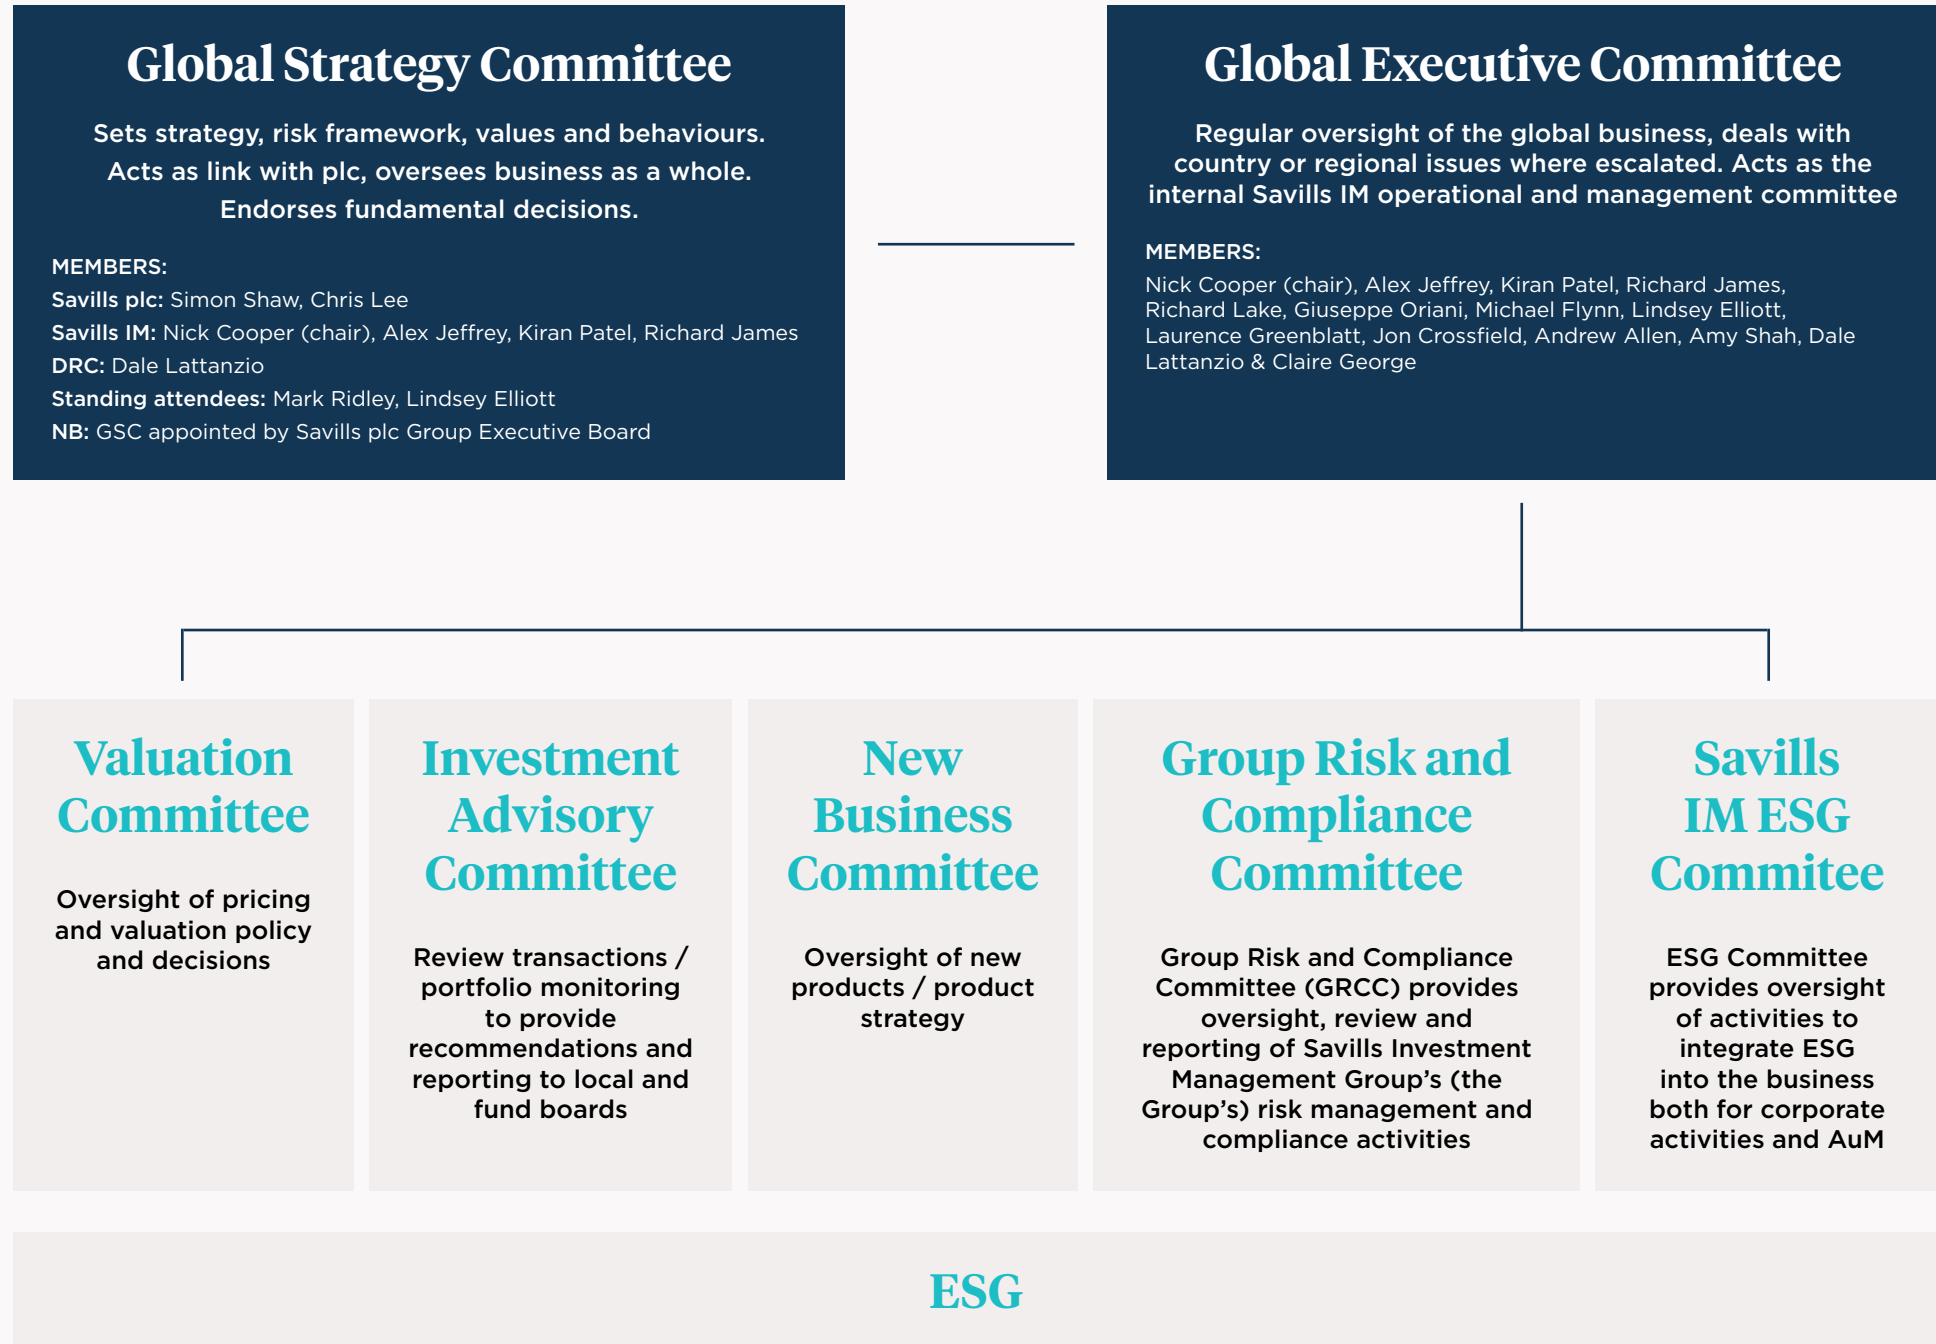 Global Strategy Committee
Sets strategy, risk framework, values and behaviours.
Acts as link with plc, oversees business as a whole.
Endorses fundamental decisions.
MEMBERS:
Savills plc: Simon Shaw, Chris Lee
Savills IM: Nick Cooper (chair), Alex Jeffrey, Kiran Patel, Richard James
DRC: Dale Lattanzio
Standing attendees: Mark Ridley, Lindsey Elliott
NB: GSC appointed by Savills plc Group Executive Board
Global Executive Committee
Regular oversight of the global business, deals with
country or regional issues where escalated. Acts as the
internal Savills IM operational and management committee
MEMBERS:
Nick Cooper (chair), Alex Jeffrey, Kiran Patel, Richard James,
Richard Lake, Giuseppe Oriani, Michael Flynn, Lindsey Elliott,
Laurence Greenblatt, Jon Crossfield, Andrew Allen, Amy Shah, Dale
Lattanzio & Claire George
Valuation
Committee
Oversight of pricing
and valuation policy
and decisions
Investment
Advisory
Committee
Review transactions /
portfolio monitoring
to provide
recommendations and
reporting to local and
fund boards
New
Business
Committee
Oversight of new
products / product
strategy
Group Risk and
Compliance
Committee
Group Risk and Compliance
Committee (GRCC) provides
oversight, review and
reporting of Savills Investment
Management Group’s (the
Group’s) risk management and
compliance activities
Savills
IM ESG
Commitee
ESG Committee
provides oversight
of activities to
integrate ESG
into the business
both for corporate
activities and AuM
ESG